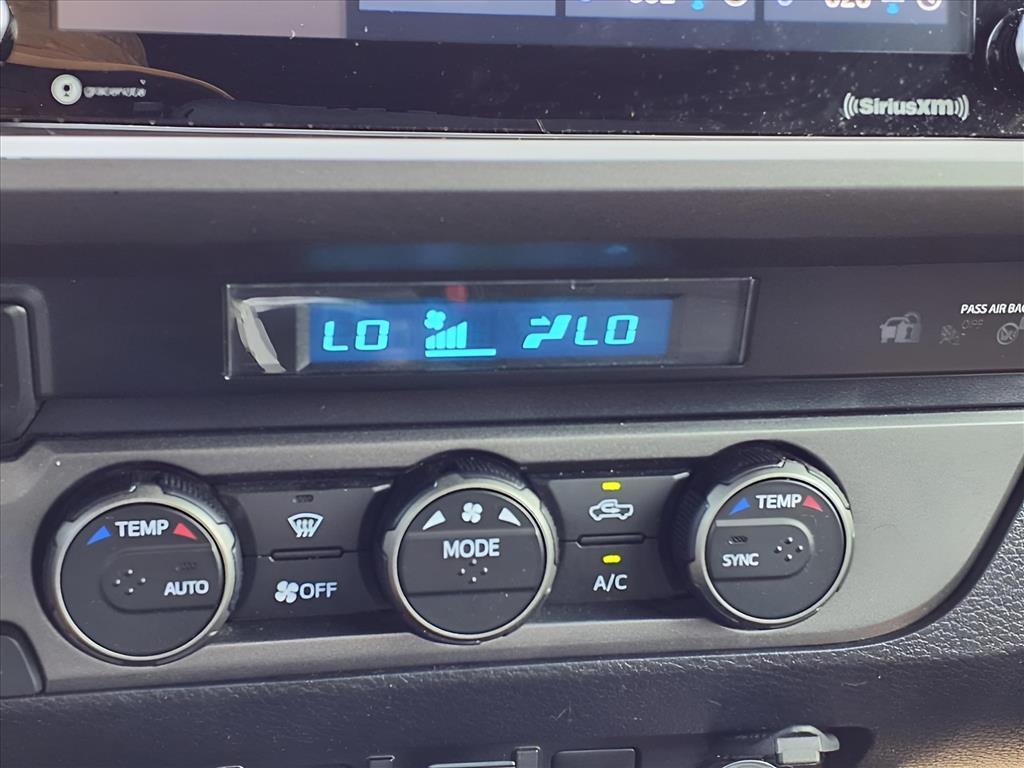 SiriusXM
PASS AIR BAG
LO LO
TEMP
AUTO
OFF
MODE
A/C
TEMP
SYNC